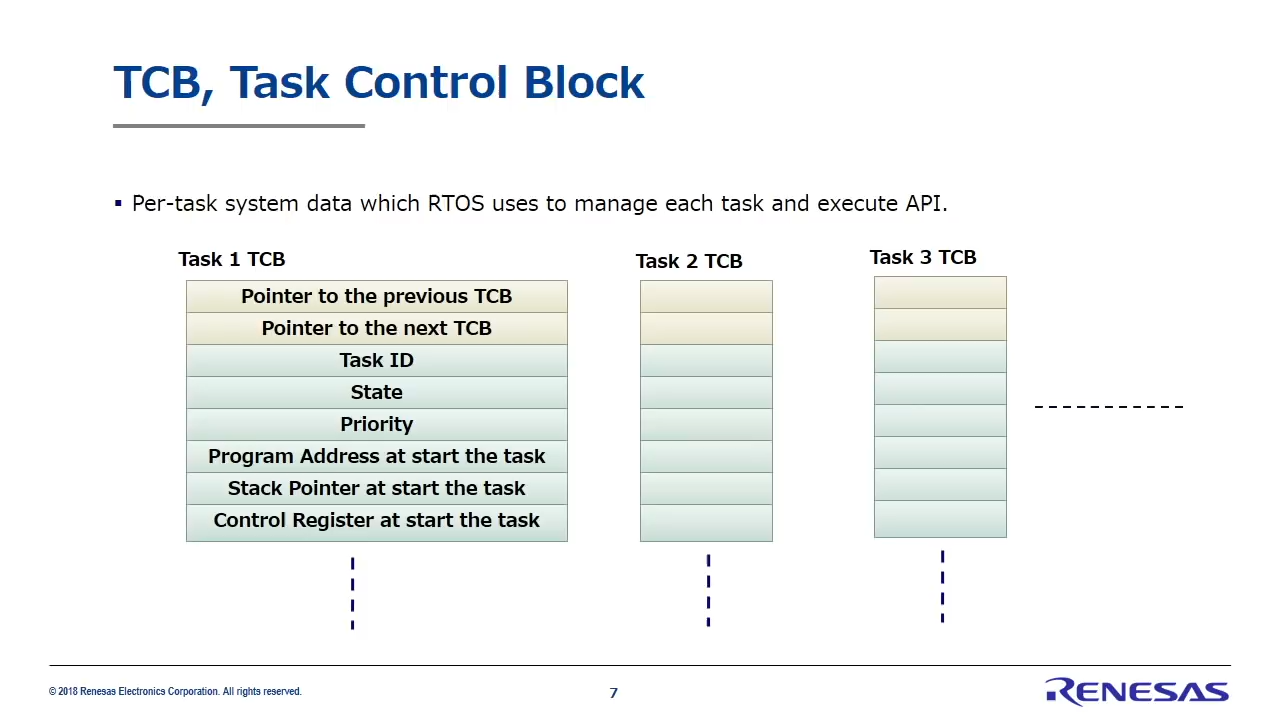 TCB, Task Control Block
▪ Per-task system data which RTOS uses to manage each task and execute API.
Task 1 TCB
Pointer to the previous TCB
Pointer to the next TCB
Task ID
State
Priority
Program Address at start the task
Stack Pointer at start the task
Control Register at start the task
Task 2 TCB
Task 3 TCB
© 2018 Renesas Electronics Corporation. All rights reserved.
7
RENESAS